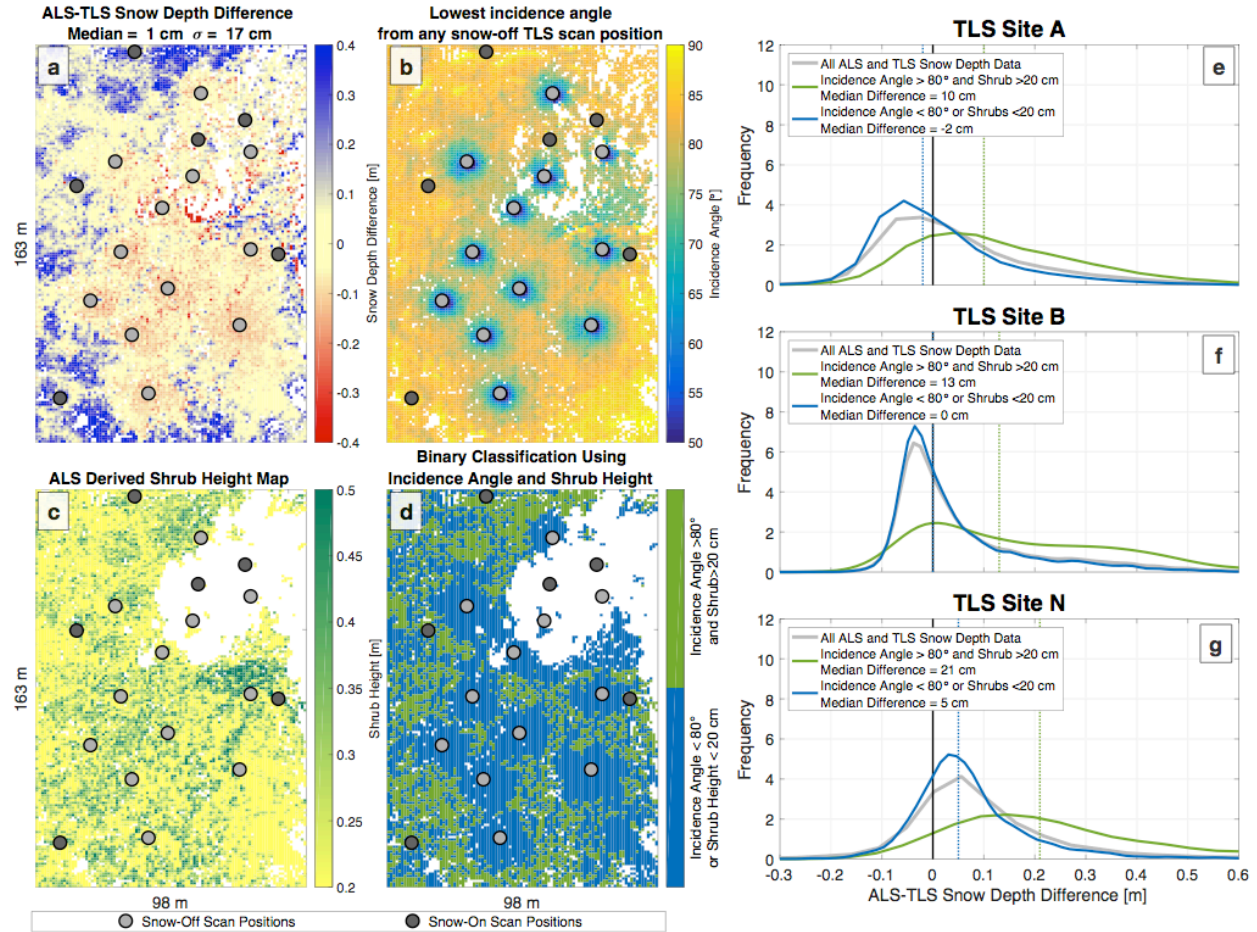 ALS-TLS Snow Depth Difference
Median = 1 cm σ = 17 cm
a
163 m
0.4
0.3
0.2
0.1
0
-0.1
-0.2
-0.3
-0.4
Snow Depth Difference [m]
Lowest incidence angle
from any snow-off TLS scan position
b
90
85
80
75
70
65
60
55
50
Incidence Angle [°]
ALS Derived Shrub Height Map
c
163 m
98 m
0.5
0.45
0.4
0.35
0.3
0.25
0.2
Shrub Height [m]
Binary Classification Using
Incidence Angle and Shrub Height
d
98 m
Incidence Angle >80°
and Shrub>20 cm
Incidence Angle < 80°
or Shrub Height < 20 cm
Snow-Off Scan Positions
Snow-On Scan Positions
TLS Site A
e
12
10
8
6
4
2
0
Frequency
All ALS and TLS Snow Depth Data
Incidence Angle > 80° and Shrub >20 cm
Median Difference = 10 cm
Incidence Angle < 80° or Shrubs <20 cm
Median Difference = -2 cm
TLS Site B
f
12
10
8
6
4
2
0
Frequency
All ALS and TLS Snow Depth Data
Incidence Angle > 80° and Shrub >20 cm
Median Difference = 13 cm
Incidence Angle < 80° or Shrubs <20 cm
Median Difference = 0 cm
TLS Site N
g
12
10
8
6
4
2
0
Frequency
All ALS and TLS Snow Depth Data
Incidence Angle > 80° and Shrub >20 cm
Median Difference = 21 cm
Incidence Angle < 80° or Shrubs <20 cm
Median Difference = 5 cm
-0.3 -0.2 -0.1 0 0.1 0.2 0.3 0.4 0.5 0.6
ALS-TLS Snow Depth Difference [m]